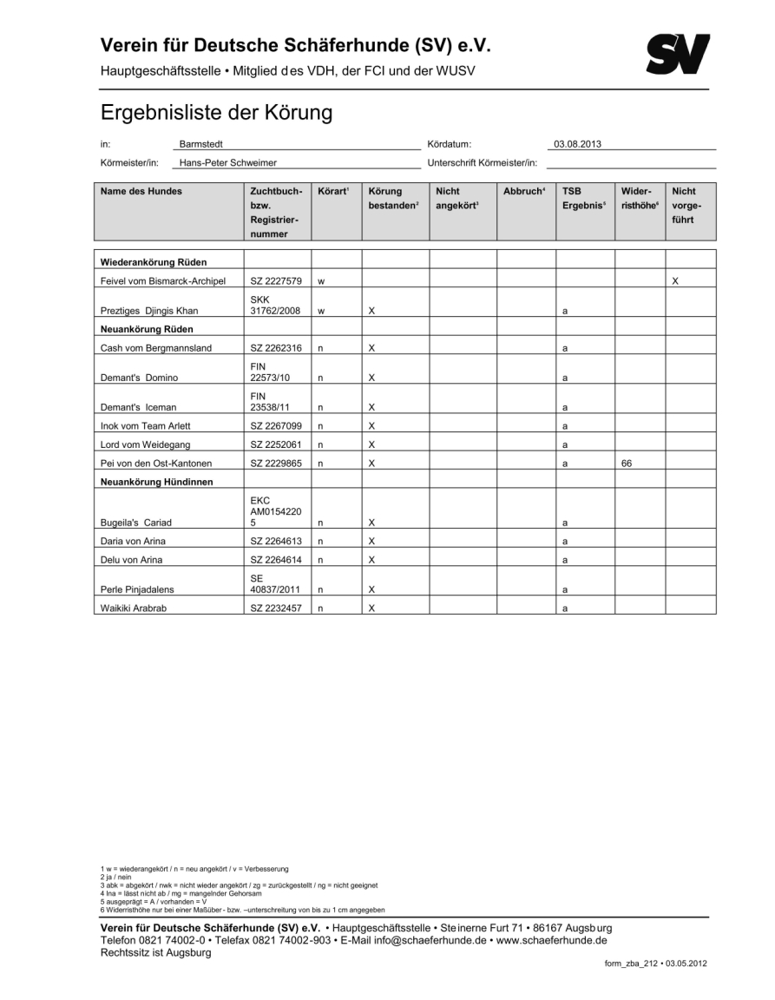 Verein für Deutsche Schäferhunde (SV) e.V.
SV
Hauptgeschäftsstelle • Mitglied des VDH, der FCI und der WUSV
Ergebnisliste der Körung
in: Barmstedt Kördatum: 03.08.2013
Körmeister/in: Hans-Peter Schweimer Unterschrift Körmeister/in:
Name des Hundes Zuchtbuch- Körart¹ Körung Nicht Abbruch⁴ TSB Wider- Nicht
bzw. bestanden² angekört³ Ergebnis⁵ risthöhe⁶ vorge-
Registrier- führt
nummer
Wiederankörung Rüden
Feivel vom Bismarck-Archipel SZ 2227579 w X
SKK
Preztiges Djingis Khan 31762/2008 w X a
Neuankörung Rüden
Cash vom Bergmannsland SZ 2262316 n X a
FIN
Demant's Domino 22573/10 n X a
FIN
Demant's Iceman 23538/11 n X a
Inok vom Team Arlett SZ 2267099 n X a
Lord vom Weidegang SZ 2252061 n X a
Pei von den Ost-Kantonen SZ 2229865 n X a 66
Neuankörung Hündinnen
EKC
AM0154220
Bugeila's Cariad 5 n X a
Daria von Arina SZ 2264613 n X a
Delu von Arina SZ 2264614 n X a
SE
Perle Pinjadalens 40837/2011 n X a
Waikiki Arabrab SZ 2232457 n X a
1 w = wiederangekört / n = neu angekört / v = Verbesserung
2 ja / nein
3 abk = abgekört / nwk = nicht wieder angekört / zg = zurückgestellt / ng = nicht geeignet
4 lna = lässt nicht ab / mg = mangelnder Gehorsam
5 ausgeprägt = A / vorhanden = V
6 Widerristhöhe nur bei einer Maßüber- bzw. –unterschreitung von bis zu 1 cm angegeben
Verein für Deutsche Schäferhunde (SV) e.V. • Hauptgeschäftsstelle • Steinerne Furt 71 • 86167 Augsburg
Telefon 0821 74002-0 • Telefax 0821 74002-903 • E-Mail info@schaeferhunde.de • www.schaeferhunde.de
Rechtssitz ist Augsburg
form_zba_212 • 03.05.2012